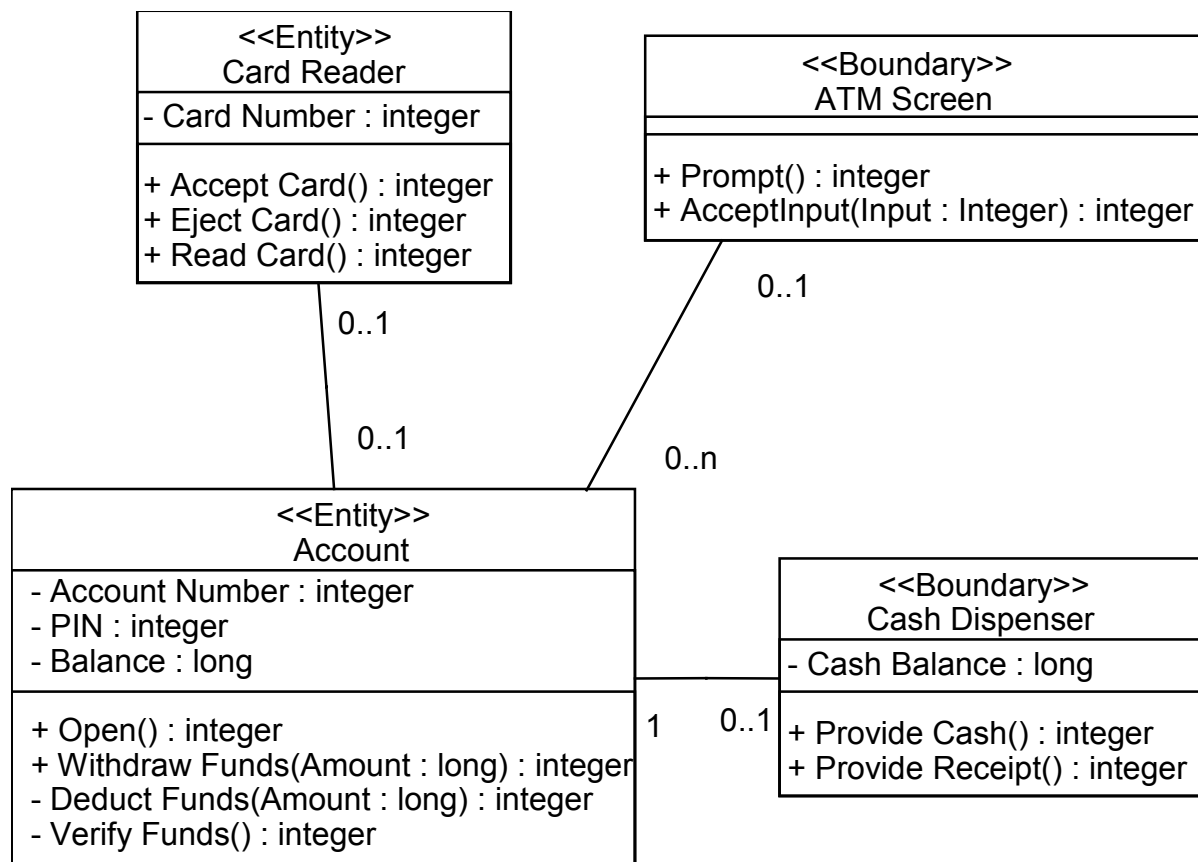 <<Entity>>
Card Reader
- Card Number : integer
+ Accept Card() : integer
+ Eject Card() : integer
+ Read Card() : integer
<<Boundary>>
ATM Screen
+ Prompt() : integer
+ AcceptInput(Input : Integer) : integer
0..1
0..1
0..1
0..n
<<Entity>>
Account
- Account Number : integer
- PIN : integer
- Balance : long
+ Open() : integer
+ Withdraw Funds(Amount : long) : integer
- Deduct Funds(Amount : long) : integer
- Verify Funds() : integer
1
0..1
<<Boundary>>
Cash Dispenser
- Cash Balance : long
+ Provide Cash() : integer
+ Provide Receipt() : integer